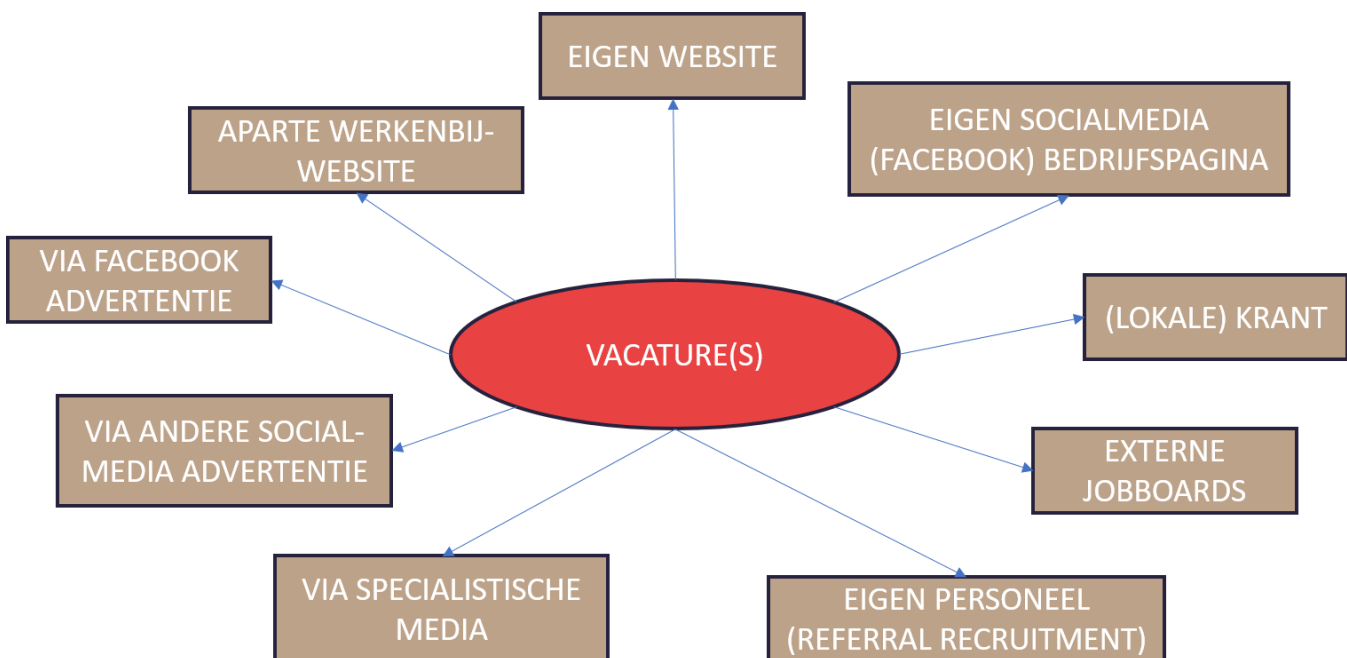 EIGEN WEBSITE
EIGEN SOCIALMEDIA
(FACEBOOK) BEDRIJFSPAGINA
APARTE WERKENBIJ-
WEBSITE
VIA FACEBOOK
ADVERTENTIE
(LOKALE) KRANT
VACATURE(S)
VIA ANDERE SOCIAL-
MEDIA ADVERTENTIE
EXTERNE
JOBBOARDS
VIA SPECIALISTISCHE
MEDIA
EIGEN PERSONEEL
(REFERRAL RECRUITMENT)